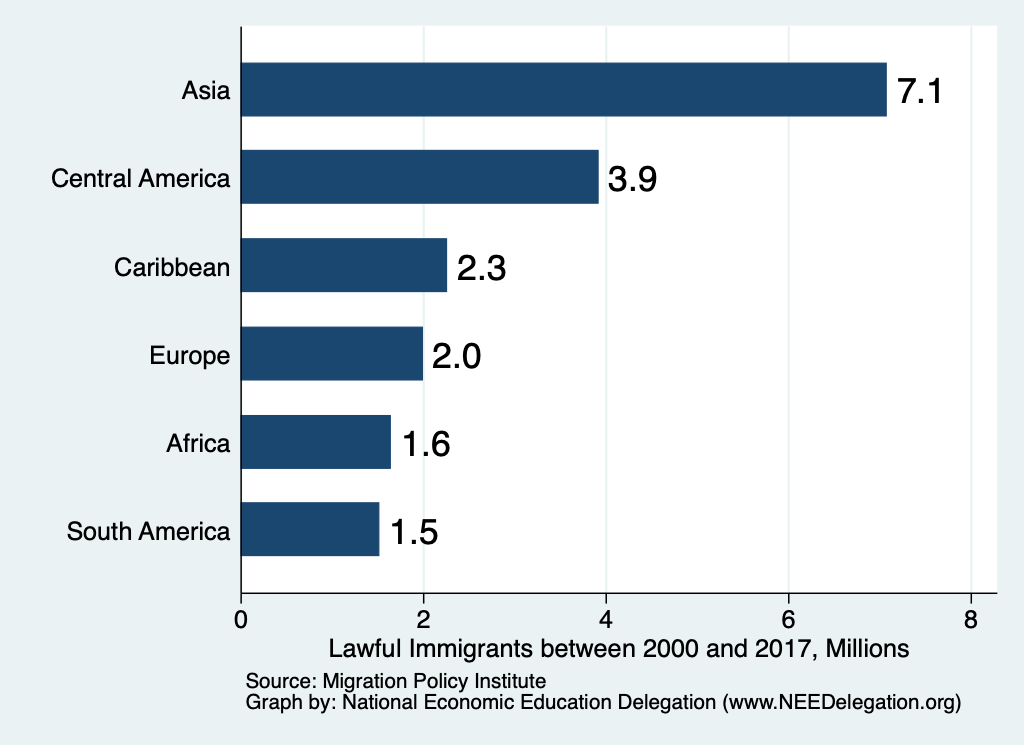 Asia 7.1
Central America 3.9
Caribbean 2.3
Europe 2.0
Africa 1.6
South America 1.5
0 2 4 6 8
Lawful Immigrants between 2000 and 2017, Millions
Source: Migration Policy Institute
Graph by: National Economic Education Delegation (www.NEEDelegation.org)